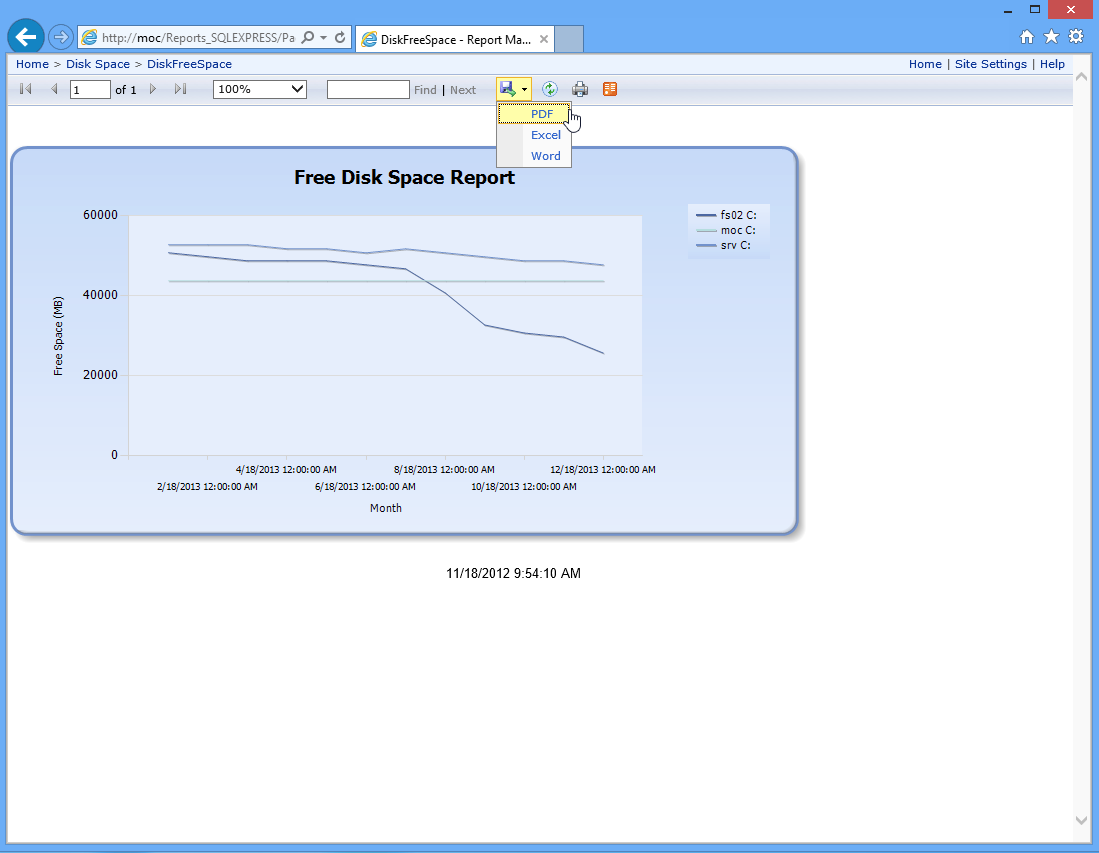 http://moc/Reports_SQLEXPRESS/Pa
DiskFreeSpace - Report Ma...
Home > Disk Space > DiskFreeSpace
Home | Site Settings | Help
1 of 1
100%
Find | Next
PDF
Excel
Word
Free Disk Space Report
60000
40000
20000
0
Free Space (MB)
fs02 C:
moc C:
srv C:
4/18/2013 12:00:00 AM 8/18/2013 12:00:00 AM 12/18/2013 12:00:00 AM
2/18/2013 12:00:00 AM 6/18/2013 12:00:00 AM 10/18/2013 12:00:00 AM
Month
11/18/2012 9:54:10 AM